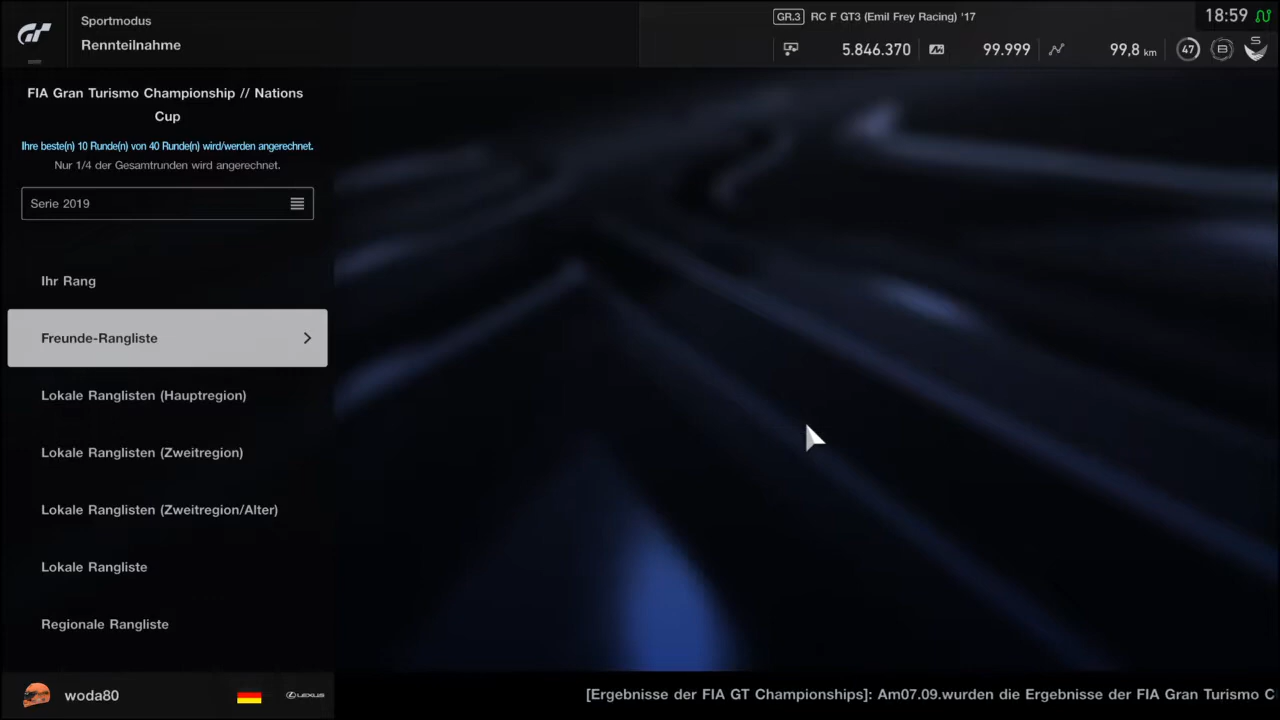 Sportmodus
Rennteilnahme
GR.3 RC F GT3 (Emil Frey Racing) '17
18:59
5.846.370
99.999
99,8 km
47
B
S
FIA Gran Turismo Championship // Nations
Cup
Ihre beste(n) 10 Runde(n) von 40 Runde(n) wird/werden angerechnet.
Nur 1/4 der Gesamtrunden wird angerechnet.
Serie 2019
Ihr Rang
Freunde-Rangliste
Lokale Ranglisten (Hauptregion)
Lokale Ranglisten (Zweitregion)
Lokale Ranglisten (Zweitregion/Alter)
Lokale Rangliste
Regionale Rangliste
woda80
LEXUS
[Ergebnisse der FIA GT Championships]: Am07.09.wurden die Ergebnisse der FIA Gran Turismo C